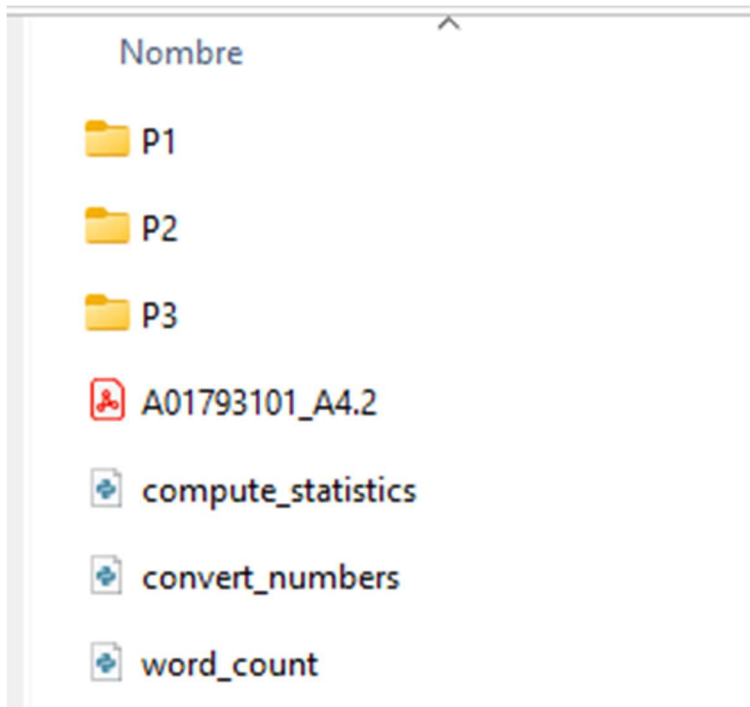 Nombre
P1
P2
P3
A01793101_A4.2
compute_statistics
convert_numbers
word_count